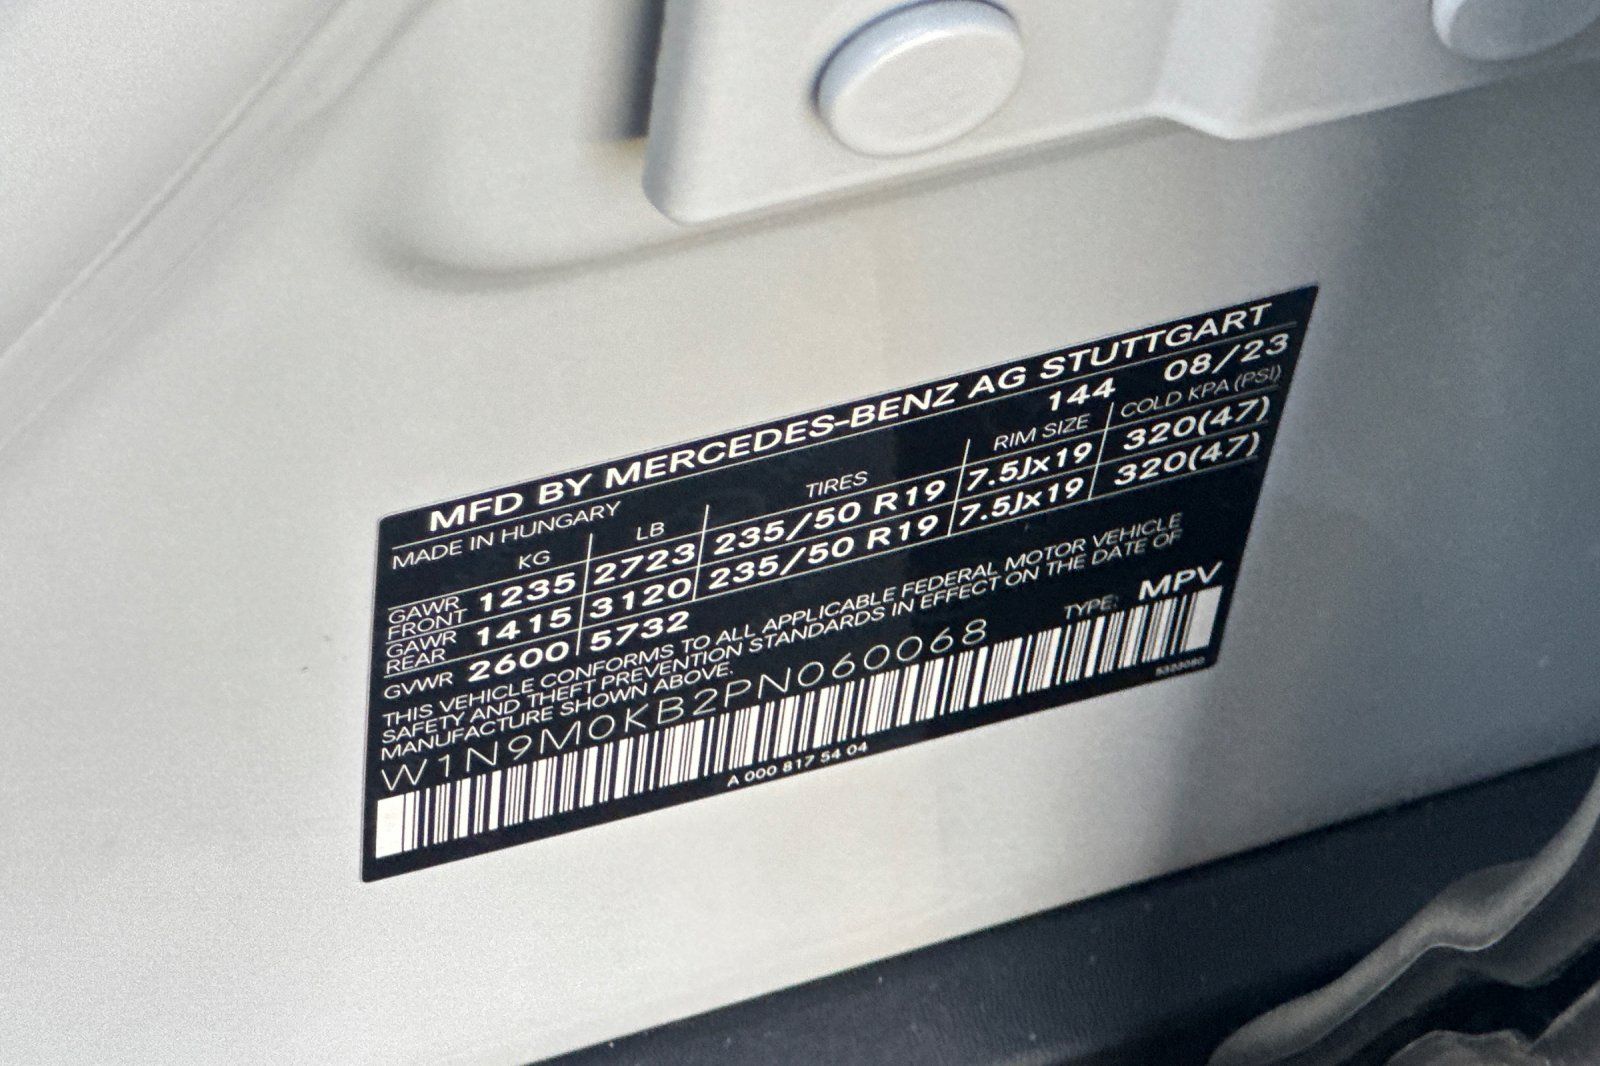 MFD BY MERCEDES-BENZ AG STUTTGART
MADE IN HUNGARY 144 08/23
KG LB TIRES RIM SIZE COLD KPA (PSI)
GAWR FRONT 1235 2723 235/50 R19 7.5Jx19 320(47)
GAWR REAR 1415 3120 235/50 R19 7.5Jx19 320(47)
GVWR 2600 5732
THIS VEHICLE CONFORMS TO ALL APPLICABLE FEDERAL MOTOR VEHICLE
SAFETY AND THEFT PREVENTION STANDARDS IN EFFECT ON THE DATE OF
MANUFACTURE SHOWN ABOVE.
TYPE: MPV
W1N9M0KB2PN060068
A 000 817 54 04